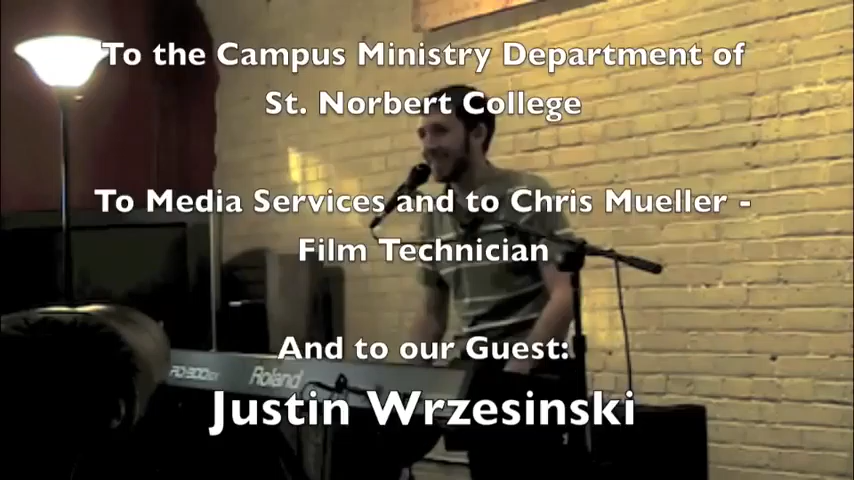 To the Campus Ministry Department of
St. Norbert College
To Media Services and to Chris Mueller -
Film Technician
And to our Guest:
Justin Wrzesinski
Roland